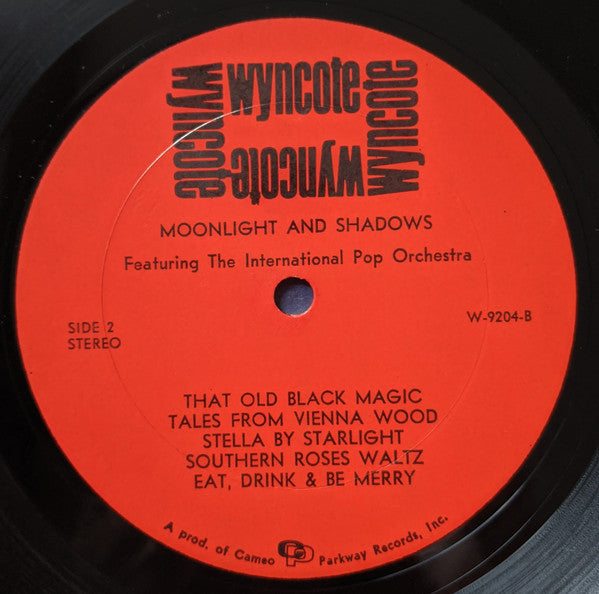 wyncote
wyncote
wyncote
wyncote
MOONLIGHT AND SHADOWS
Featuring The International Pop Orchestra
SIDE 2
STEREO
W-9204-B
THAT OLD BLACK MAGIC
TALES FROM VIENNA WOOD
STELLA BY STARLIGHT
SOUTHERN ROSES WALTZ
EAT, DRINK & BE MERRY
A prod. of Cameo CP Parkway Records, Inc.